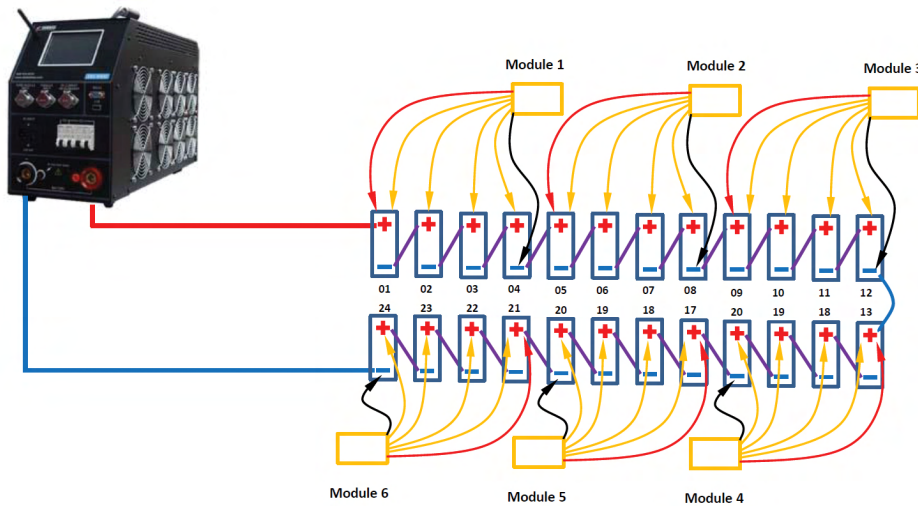 Module 1
Module 2
Module 3
01 02 03 04 05 06 07 08 09 10 11 12
24 23 22 21 20 19 18 17 20 19 18 13
Module 6
Module 5
Module 4